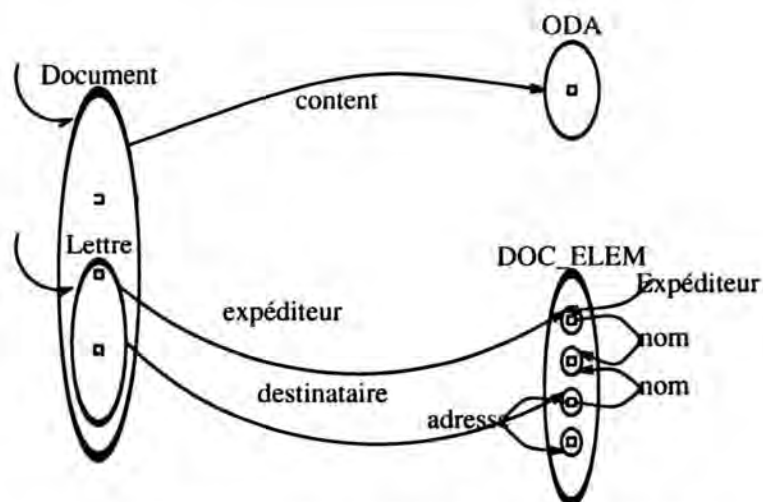 ODA
Document
content
Lettre
DOC_ELEM
Expéditeur
expéditeur
nom
destinataire
nom
adresse